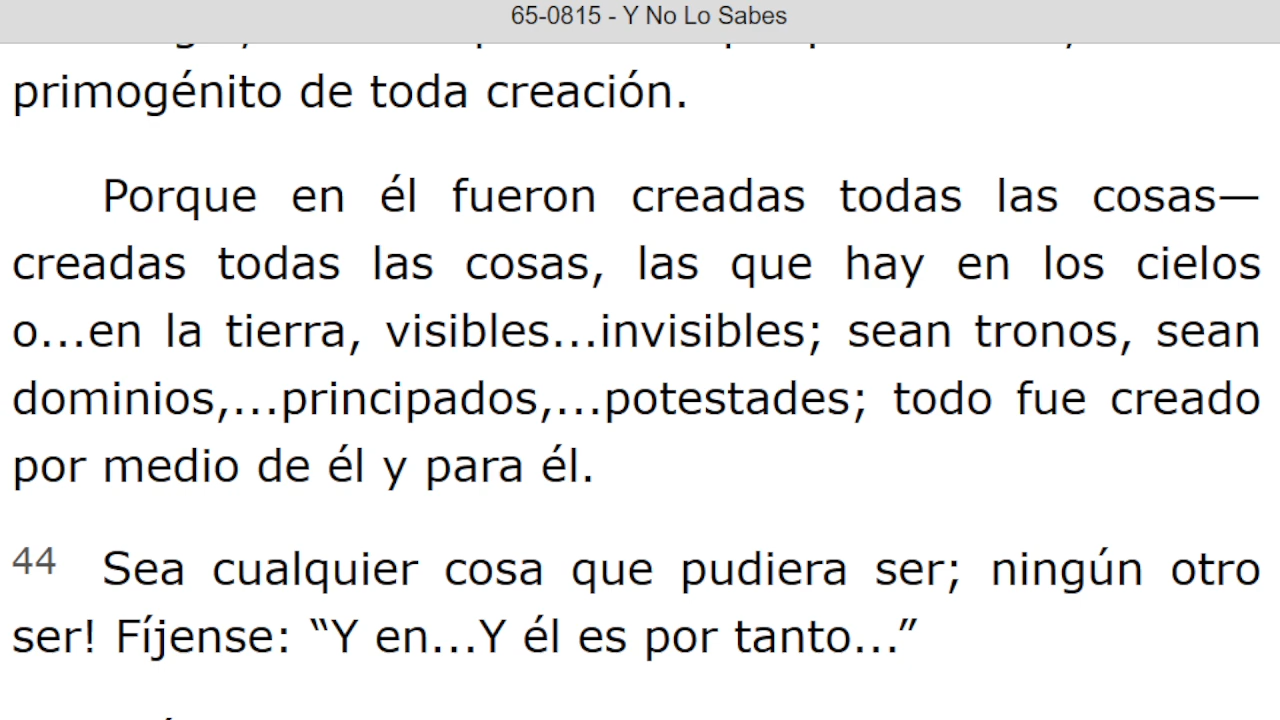 65-0815 - Y No Lo Sabes
primogénito de toda creación.
Porque en él fueron creadas todas las cosas—
creadas todas las cosas, las que hay en los cielos
o...en la tierra, visibles...invisibles; sean tronos, sean
dominios,...principados,...potestades; todo fue creado
por medio de él y para él.
44 Sea cualquier cosa que pudiera ser; ningún otro
ser! Fíjense: “Y en...Y él es por tanto...”